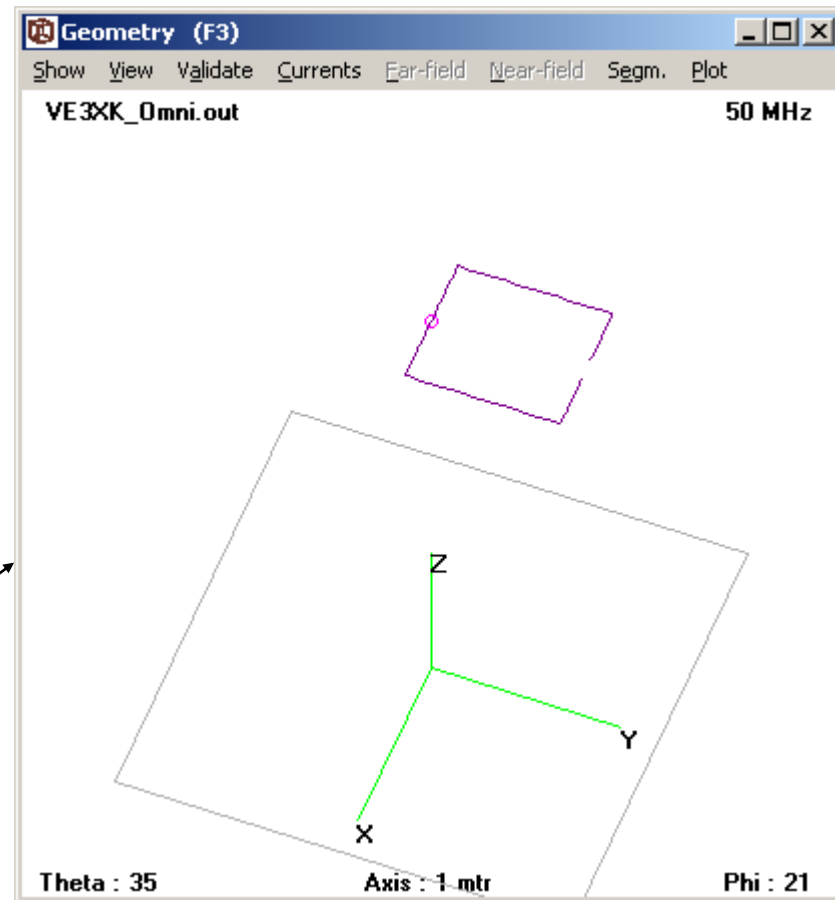 Geometry (F3)
Show View Validate Currents Far-field Near-field Segm. Plot
VE3XK_Omni.out 50 MHz
Z
Y
X
Theta : 35 Axis : 1 mtr Phi : 21